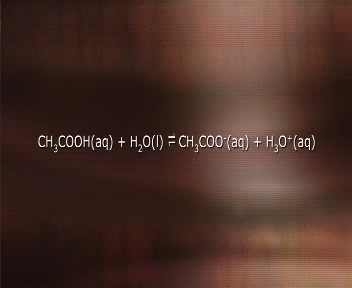 CH₃COOH(aq) + H₂O(l) ⇌ CH₃COO⁻(aq) + H₃O⁺(aq)